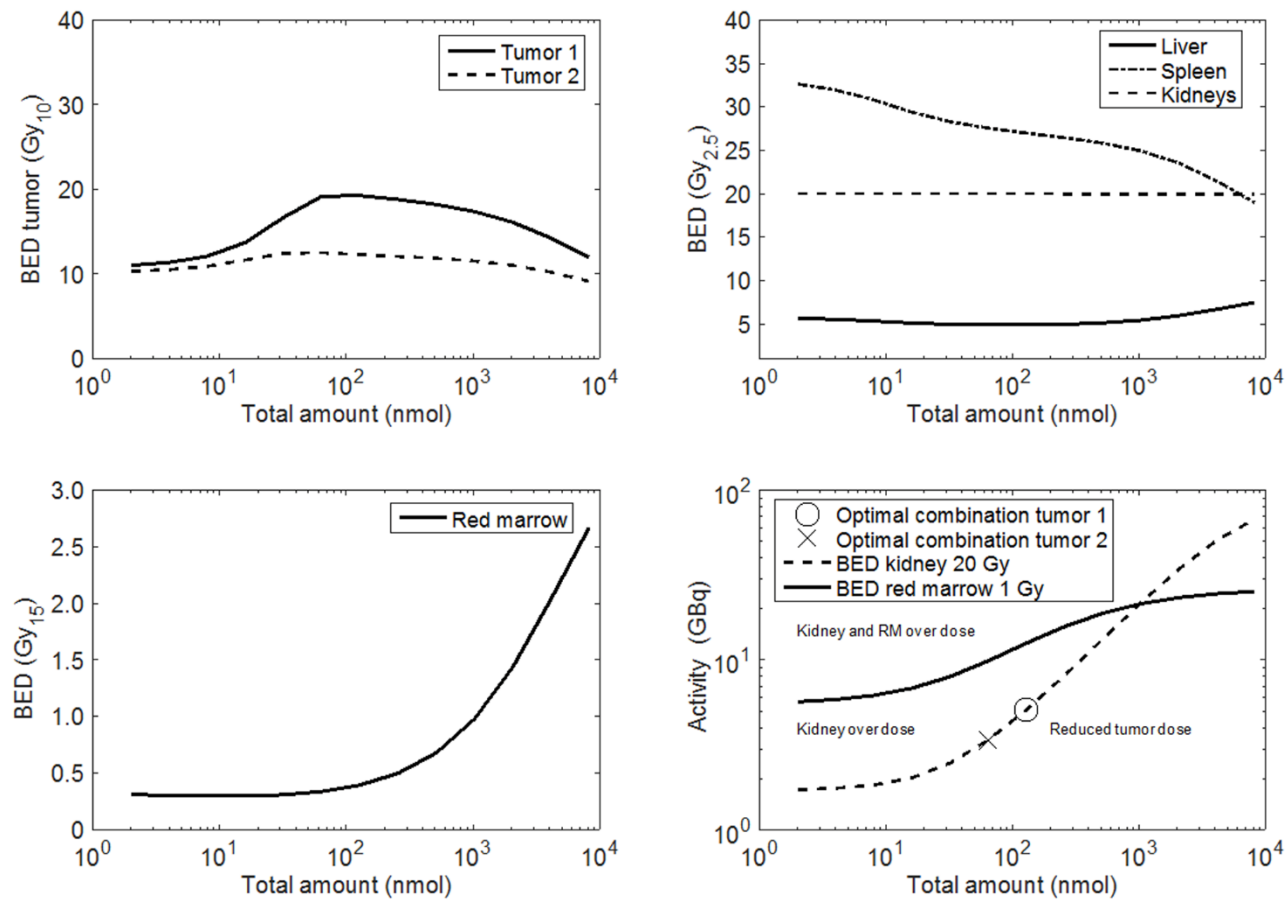 40
30
20
10
0
BED tumor (Gy10)
Tumor 1
Tumor 2
10^0 10^1 10^2 10^3 10^4
Total amount (nmol)
40
35
30
25
20
15
10
5
BED (Gy2.5)
Liver
Spleen
Kidneys
10^0 10^1 10^2 10^3 10^4
Total amount (nmol)
3.0
2.5
2.0
1.5
1.0
0.5
0
BED (Gy15)
Red marrow
10^0 10^1 10^2 10^3 10^4
Total amount (nmol)
10^2
10^1
10^0
Activity (GBq)
Optimal combination tumor 1
Optimal combination tumor 2
BED kidney 20 Gy
BED red marrow 1 Gy
Kidney and RM over dose
Kidney over dose
Reduced tumor dose
10^0 10^1 10^2 10^3 10^4
Total amount (nmol)